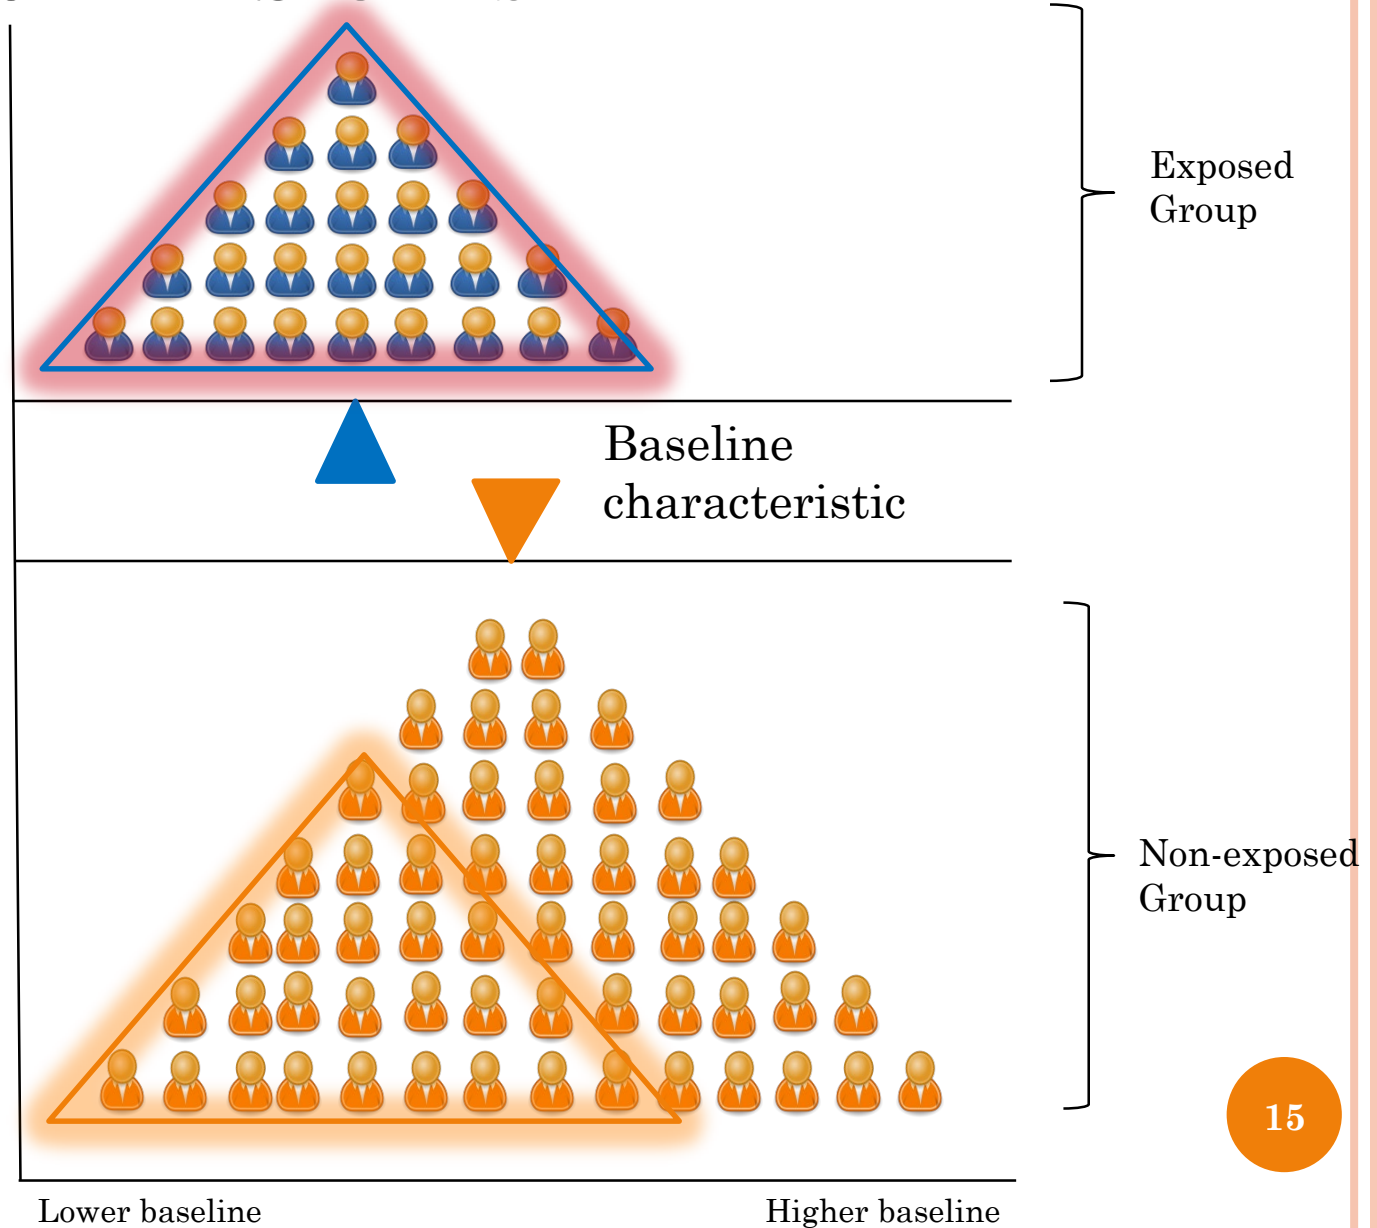 Exposed
Group
Baseline
characteristic
Non-exposed
Group
15
Lower baseline
Higher baseline